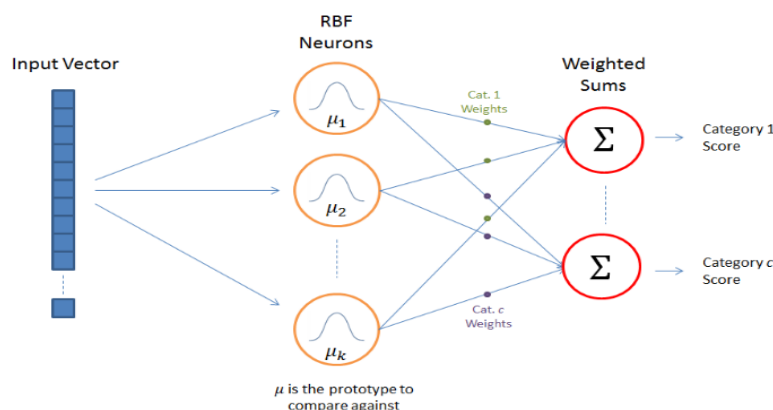 RBF
Neurons
Input Vector
Weighted
Sums
Cat. 1
Weights
μ1
Σ
Category 1
Score
μ2
Σ
Category c
Score
Cat. c
Weights
μk
μ is the prototype to
compare against